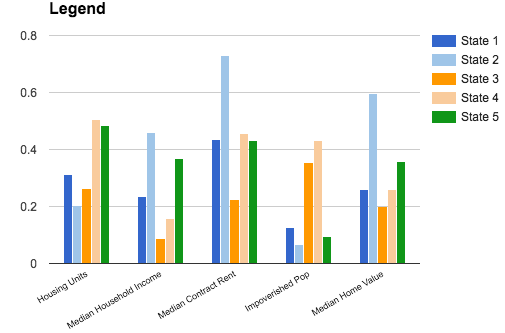 Legend
0.8
0.6
0.4
0.2
0
State 1
State 2
State 3
State 4
State 5
Housing Units
Median Household Income
Median Contract Rent
Impoverished Pop
Median Home Value